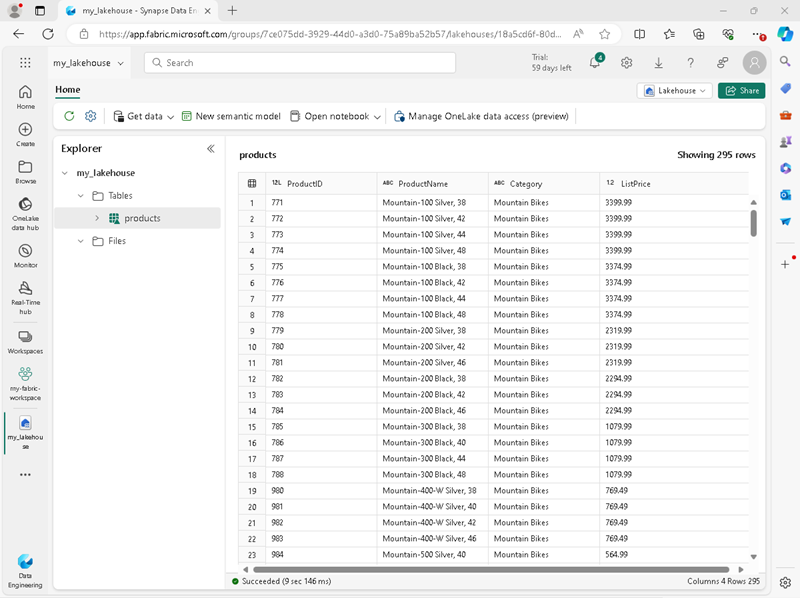 my_lakehouse - Synapse Data En
https://app.fabric.microsoft.com/groups/7ce075dd-3929-44d0-a3d0-75a89ba52b57/lakehouses/18a5cd6f-80d...
my_lakehouse
Search
Trial:
59 days left
4
?
Home
Lakehouse
Share
Get data
New semantic model
Open notebook
Manage OneLake data access (preview)
Home
Create
Browse
OneLake
data hub
Monitor
Real-Time
hub
Workspaces
my-fabric-
workspace
my_lakehou
se
Data
Engineering
Explorer
my_lakehouse
Tables
products
Files
products
Showing 295 rows
12L ProductID ABC ProductName ABC Category 1.2 ListPrice
1 771 Mountain-100 Silver, 38 Mountain Bikes 3399.99
2 772 Mountain-100 Silver, 42 Mountain Bikes 3399.99
3 773 Mountain-100 Silver, 44 Mountain Bikes 3399.99
4 774 Mountain-100 Silver, 48 Mountain Bikes 3399.99
5 775 Mountain-100 Black, 38 Mountain Bikes 3374.99
6 776 Mountain-100 Black, 42 Mountain Bikes 3374.99
7 777 Mountain-100 Black, 44 Mountain Bikes 3374.99
8 778 Mountain-100 Black, 48 Mountain Bikes 3374.99
9 779 Mountain-200 Silver, 38 Mountain Bikes 2319.99
10 780 Mountain-200 Silver, 42 Mountain Bikes 2319.99
11 781 Mountain-200 Silver, 46 Mountain Bikes 2319.99
12 782 Mountain-200 Black, 38 Mountain Bikes 2294.99
13 783 Mountain-200 Black, 42 Mountain Bikes 2294.99
14 784 Mountain-200 Black, 46 Mountain Bikes 2294.99
15 785 Mountain-300 Black, 38 Mountain Bikes 1079.99
16 786 Mountain-300 Black, 40 Mountain Bikes 1079.99
17 787 Mountain-300 Black, 44 Mountain Bikes 1079.99
18 788 Mountain-300 Black, 48 Mountain Bikes 1079.99
19 980 Mountain-400-W Silver, 38 Mountain Bikes 769.49
20 981 Mountain-400-W Silver, 40 Mountain Bikes 769.49
21 982 Mountain-400-W Silver, 42 Mountain Bikes 769.49
22 983 Mountain-400-W Silver, 46 Mountain Bikes 769.49
23 984 Mountain-500 Silver, 40 Mountain Bikes 564.99
Succeeded (9 sec 146 ms)
Columns 4 Rows 295